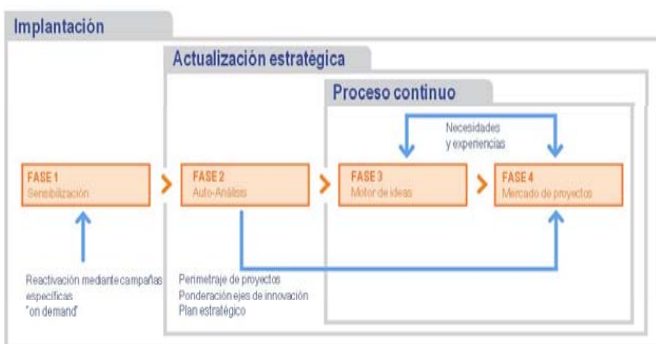 Implantación
Actualización estratégica
Proceso continuo
Necesidades
y experiencias
FASE 1
Sensibilización
FASE 2
Auto-Análisis
FASE 3
Motor de ideas
FASE 4
Mercado de proyectos
Reactivación mediante campañas
específicas
"on demand"
Perimetraje de proyectos
Ponderación ejes de innovación
Plan estratégico